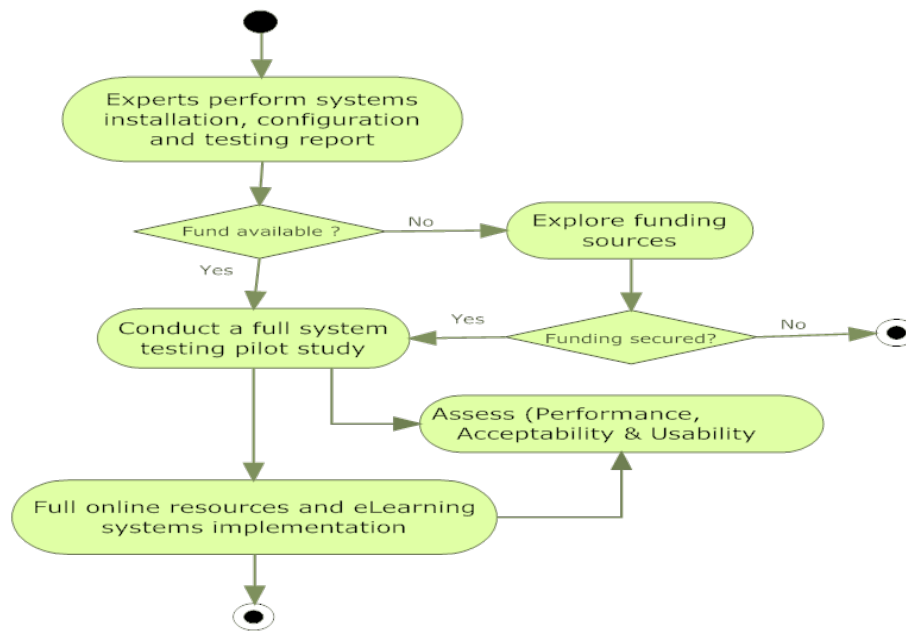 Experts perform systems
installation, configuration
and testing report
Fund available ?
No
Explore funding
sources
Yes
Conduct a full system
testing pilot study
Yes
Funding secured?
No
Assess (Performance,
Acceptability & Usability
Full online resources and eLearning
systems implementation